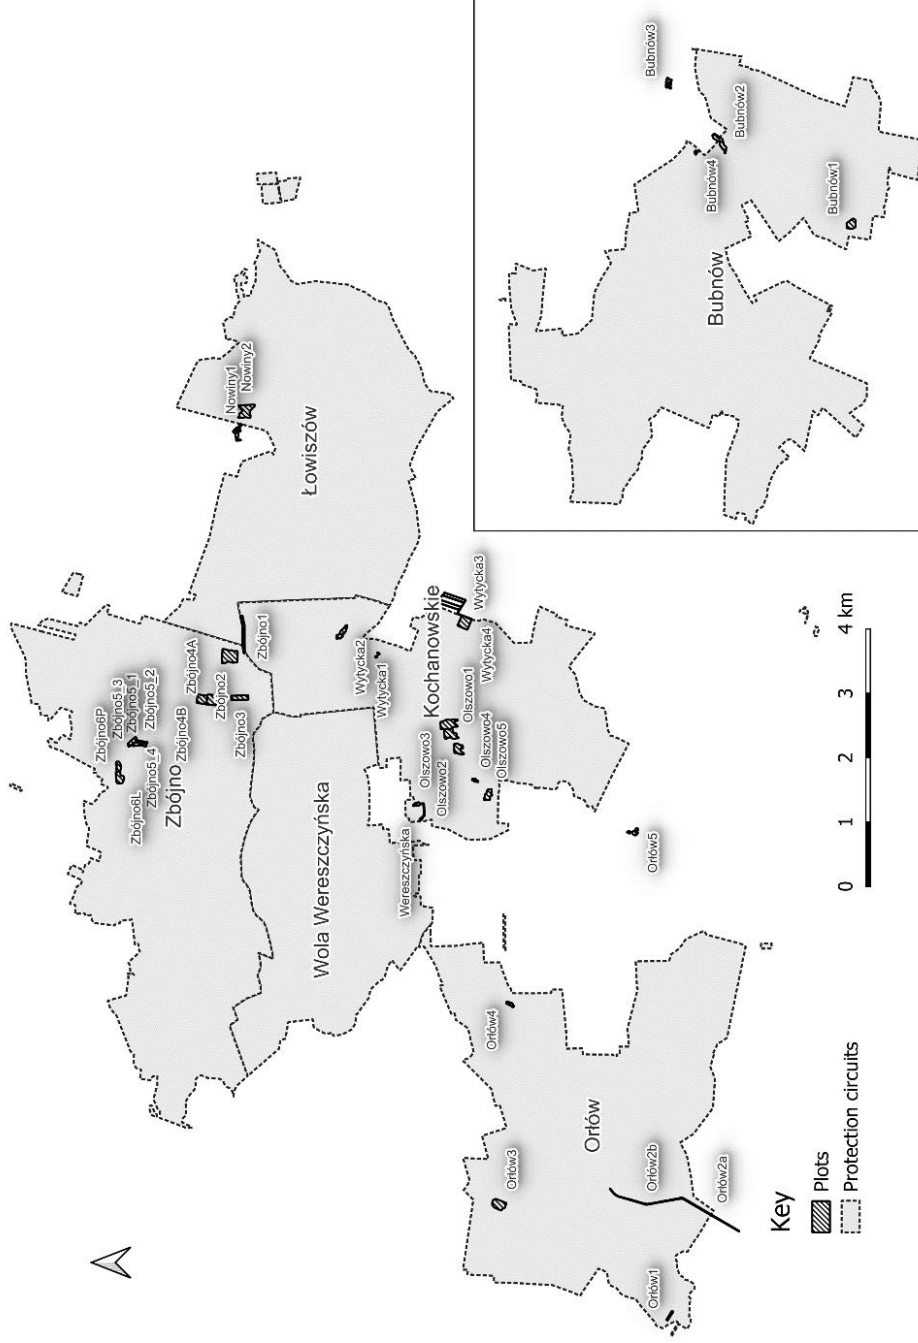 Zbójno6P
Zbójno5_3
Zbójno5_1
Zbójno5_2
Zbójno6L
Zbójno5_4
Zbójno
Zbójno4B
Zbójno4A
Zbójno2
Zbójno3
Zbójno1
Nowiny1
Nowiny2
Łowiszów
Wola Wereszczyńska
Wytycka2
Wytycka1
Wereszczyńska
Olszowo3
Olszowo2
Kochanowskie
Olszowo1
Olszowo4
Olszowo5
Wytycka3
Wytycka4
Orłów4
Orłów3
Orłów
Orłów5
Orłów1
Orłów2b
Orłów2a
Bubnów3
Bubnów2
Bubnów4
Bubnów
Bubnów1
Key
Plots
Protection circuits
0 1 2 3 4 km